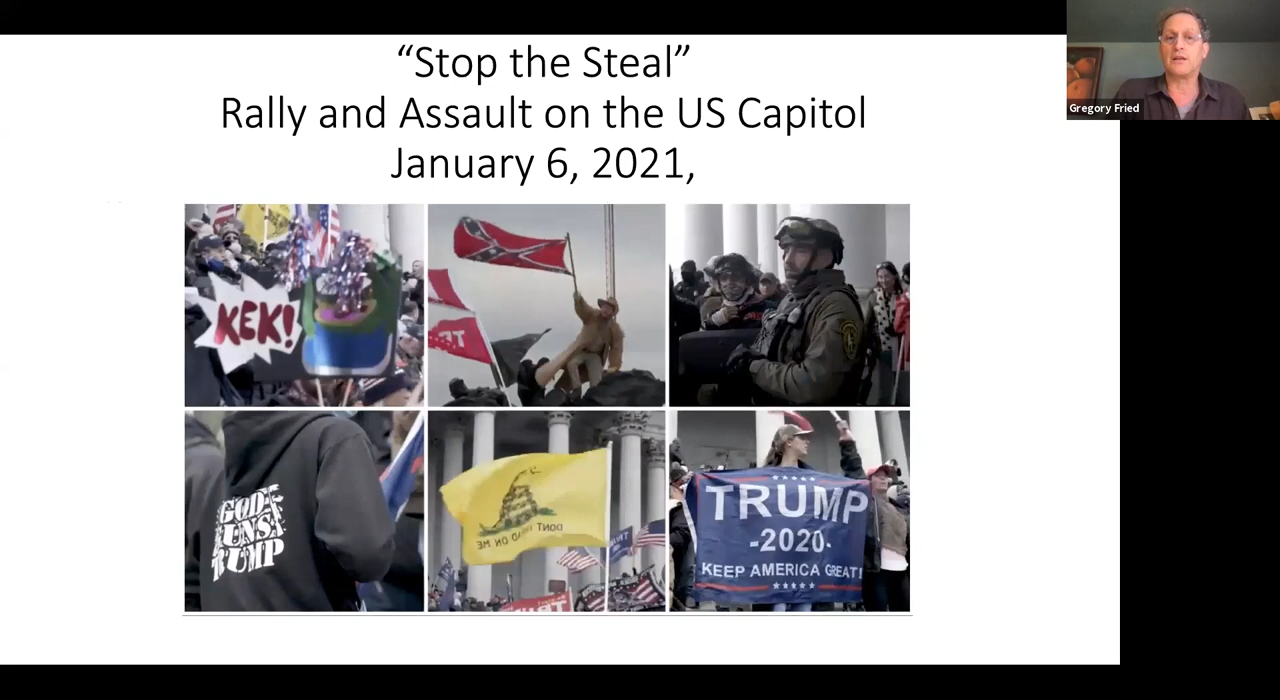 “Stop the Steal”
Rally and Assault on the US Capitol
January 6, 2021,
Gregory Fried
KEK!
GOD
GUNS&
TRUMP
DONT TREAD ON ME
TRUMP
-2020-
KEEP AMERICA GREAT!